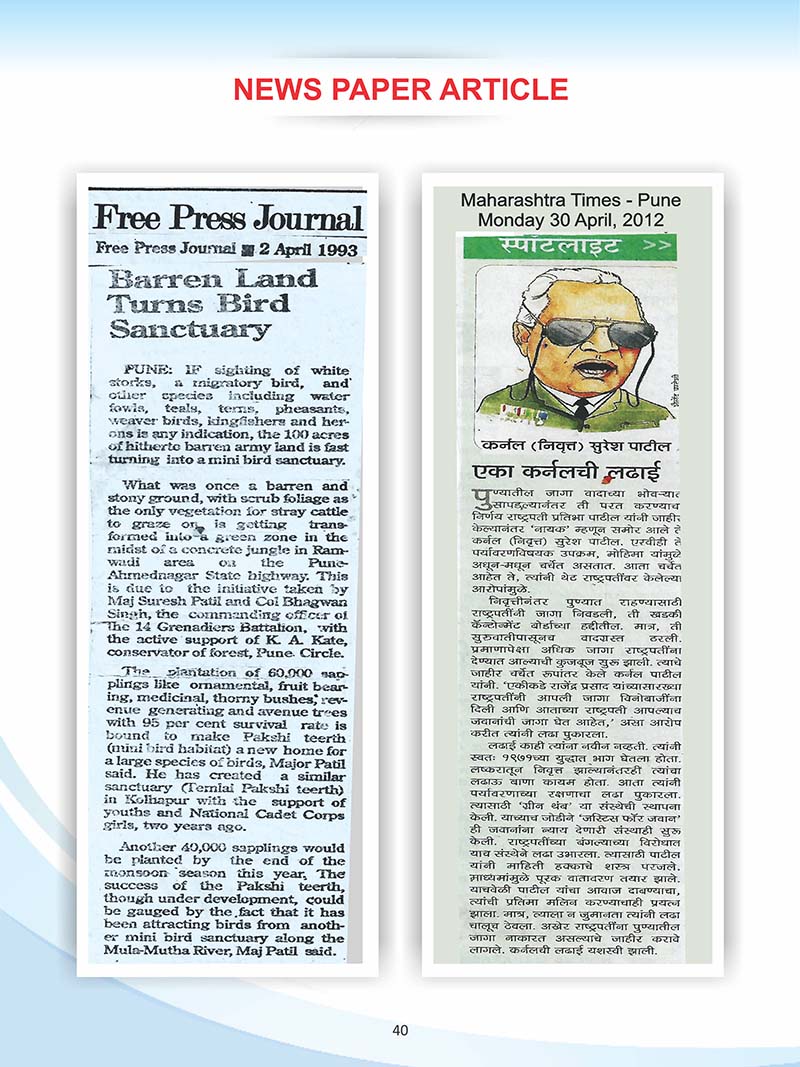 NEWS PAPER ARTICLE
Free Press Journal
Free Press Journal 2 April 1993
Barren Land
Turns Bird
Sanctuary
PUNE: IF sighting of white
storks, a migratory bird, and
other species including water
fowls, teals, terns, pheasants,
weaver birds, kingfishers and her-
ons is any indication, the 100 acres
of hitherto barren army land is fast
turning into a mini bird sanctuary.
What was once a barren and
stony ground, with scrub foliage as
the only vegetation for stray cattle
to graze on, is getting trans-
formed into a green zone in the
midst of a concrete jungle in Ram-
wadi area on the Pune-
Ahmednagar State highway. This
is due to the initiative taken by
Maj Suresh Patil and Col Bhagwan
Singh, the commanding officer of
The 14 Grenadiers Battalion, with
the active support of K. A. Kate,
conservator of forest, Pune Circle.
The plantation of 60,000 sap-
plings like ornamental, fruit bear-
ing, medicinal, thorny bushes, rev-
enue generating and avenue trees
with 95 per cent survival rate is
bound to make Pakshi teerth
(mini bird habitat) a new home for
a large species of birds, Major Patil
said. He has created a similar
sanctuary (Temlai Pakshi teerth)
in Kolhapur with the support of
youths and National Cadet Corps
girls, two years ago.
Another 40,000 sapplings would
be planted by the end of the
monsoon season this year. The
success of the Pakshi teerth,
though under development, could
be gauged by the fact that it has
been attracting birds from anoth-
er mini bird sanctuary along the
Mula-Mutha River, Maj Patil said.
Maharashtra Times - Pune
Monday 30 April, 2012
स्पॉटलाइट >>
कर्नल (निवृत्त) सुरेश पाटील
एका कर्नलची लढाई
पुण्यातील जागा वादाच्या भोवऱ्यात
सापडल्यानंतर ती परत करण्याचा
निर्णय राष्ट्रपती प्रतिभा पाटील यांनी जाहीर
केल्यानंतर 'नायक' म्हणून समोर आले ते
कर्नल (निवृत्त) सुरेश पाटील. एरवीही ते
पर्यावरणविषयक उपक्रम, मोहिमा यांमुळे
अधून-मधून चर्चेत असतात. आता चर्चेत
आहेत ते, त्यांनी थेट राष्ट्रपतींवर केलेल्या
आरोपांमुळे.
निवृत्तीनंतर पुण्यात राहण्यासाठी
राष्ट्रपतींनी जागा निवडली, ती खडकी
कॅन्टोन्मेंट बोर्डाच्या हद्दीतील. मात्र, ती
सुरुवातीपासूनच वादग्रस्त ठरली.
प्रमाणापेक्षा अधिक जागा राष्ट्रपतींना
देण्यात आल्याची कुजबूज सुरू झाली. त्याचे
जाहीर चर्चेत रूपांतर केले कर्नल पाटील
यांनी. 'एकीकडे राजेंद्र प्रसाद यांच्यासारख्या
राष्ट्रपतींनी आपली जागा विनोबाजींना
दिली आणि आताच्या राष्ट्रपती आपल्याच
जवानांची जागा घेत आहेत,' असा आरोप
करीत त्यांनी लढा पुकारला.
लढाई काही त्यांना नवीन नव्हती. त्यांनी
स्वतः १९७१च्या युद्धात भाग घेतला होता.
लष्करातून निवृत्त झाल्यानंतरही त्यांचा
लढाऊ बाणा कायम होता. आता त्यांनी
पर्यावरणाच्या रक्षणाचा लढा पुकारला.
त्यासाठी 'ग्रीन थंब' या संस्थेची स्थापना
केली. याच्याच जोडीने 'जस्टिस फॉर जवान'
ही जवानांना न्याय देणारी संस्थाही सुरू
केली. राष्ट्रपतींच्या बंगल्याच्या विरोधात
याच संस्थेने लढा उभारला. त्यासाठी पाटील
यांनी माहिती हक्काचे शस्त्र परजले.
माध्यमांमुळे पूरक वातावरण तयार झाले.
याचवेळी पाटील यांचा आवाज दाबण्याचा,
त्यांची प्रतिमा मलिन करण्याचाही प्रयत्न
झाला. मात्र, त्याला न जुमानता त्यांनी लढा
चालूच ठेवला. अखेर राष्ट्रपतींना पुण्यातील
जागा नाकारत असल्याचे जाहीर करावे
लागले. कर्नलची लढाई यशस्वी झाली.
40